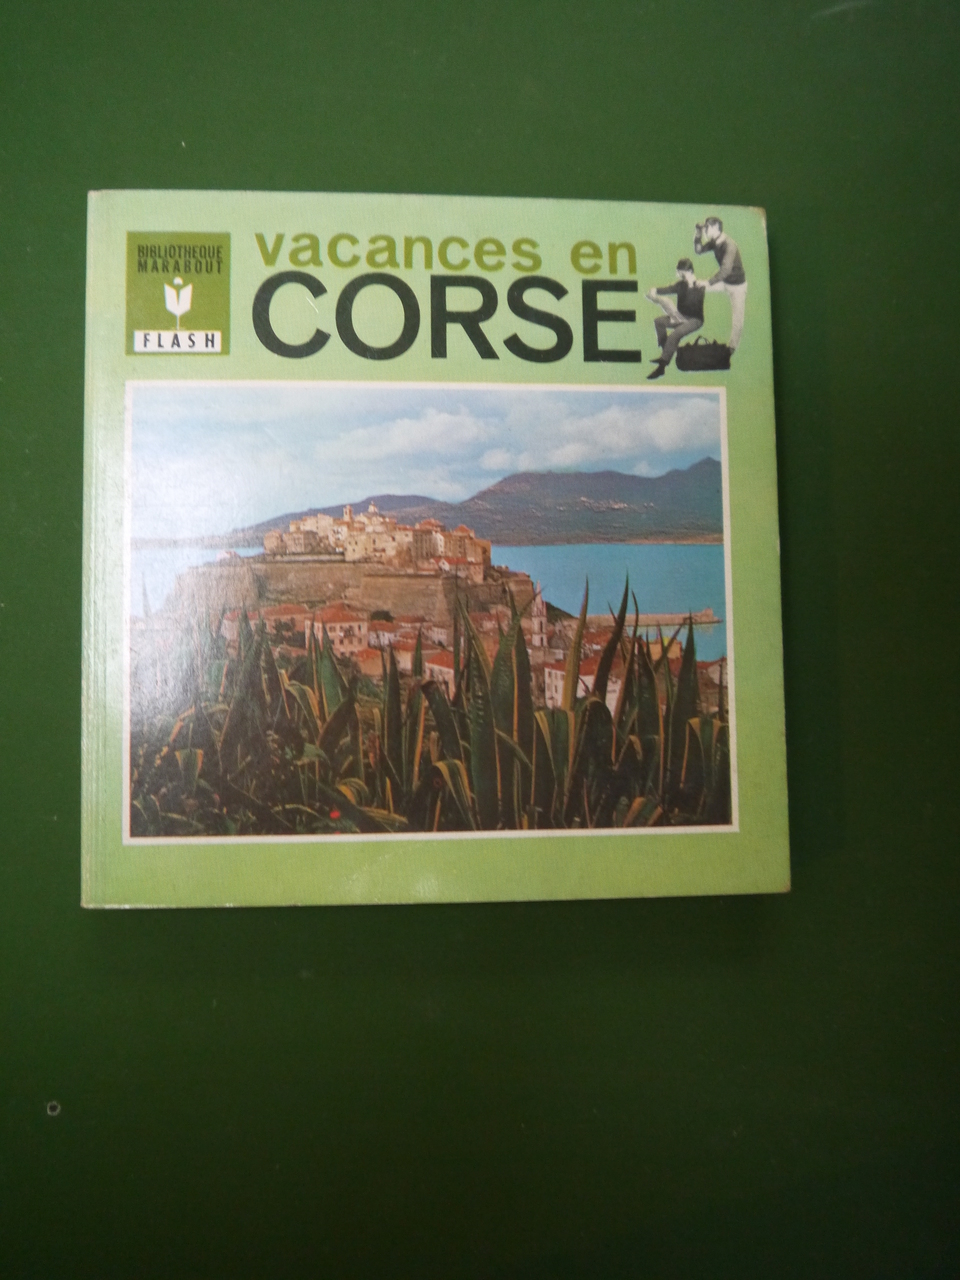 BIBLIOTHEQUE
MARABOUT
FLASH
vacances en
CORSE